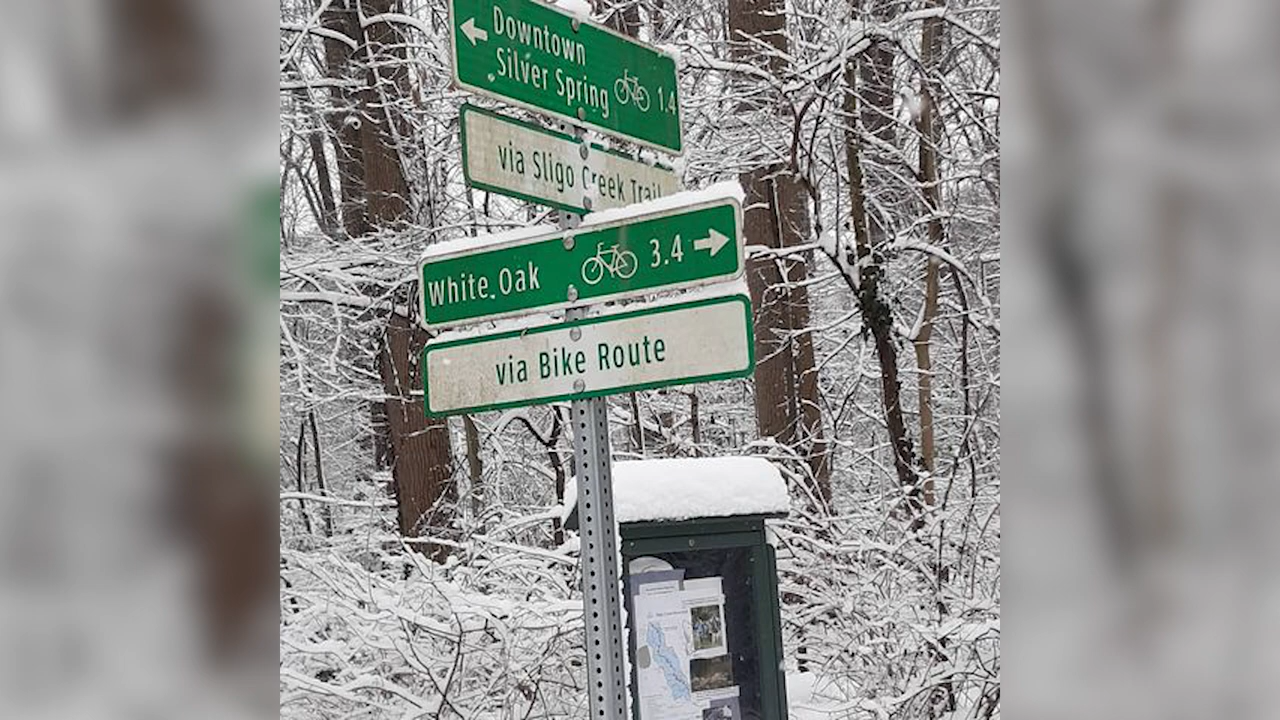 Downtown
Silver Spring 1.4
via Sligo Creek Trail
White Oak 3.4
via Bike Route